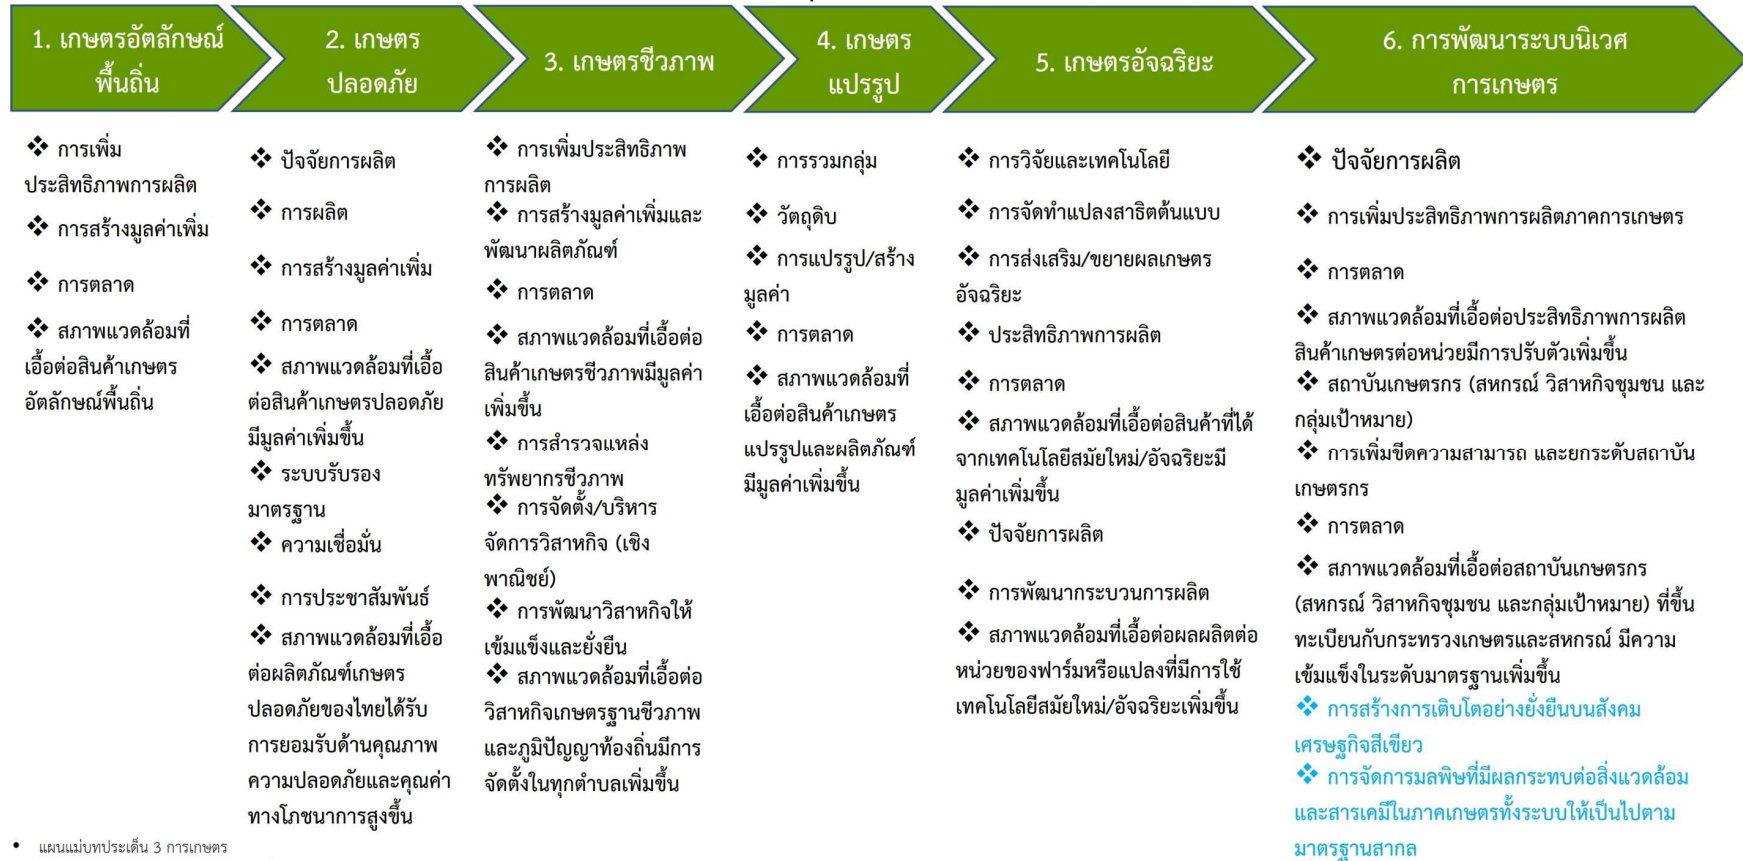 1. เกษตรอัตลักษณ์
พื้นถิ่น
2. เกษตร
ปลอดภัย
3. เกษตรชีวภาพ
4. เกษตร
แปรรูป
5. เกษตรอัจฉริยะ
6. การพัฒนาระบบนิเวศ
การเกษตร
❖ การเพิ่ม
ประสิทธิภาพการผลิต
❖ การสร้างมูลค่าเพิ่ม
❖ การตลาด
❖ สภาพแวดล้อมที่
เอื้อต่อสินค้าเกษตร
อัตลักษณ์พื้นถิ่น
❖ ปัจจัยการผลิต
❖ การผลิต
❖ การสร้างมูลค่าเพิ่ม
❖ การตลาด
❖ สภาพแวดล้อมที่เอื้อ
ต่อสินค้าเกษตรปลอดภัย
มีมูลค่าเพิ่มขึ้น
❖ ระบบรับรอง
มาตรฐาน
❖ ความเชื่อมั่น
❖ การประชาสัมพันธ์
❖ สภาพแวดล้อมที่เอื้อ
ต่อผลิตภัณฑ์เกษตร
ปลอดภัยของไทยได้รับ
การยอมรับด้านคุณภาพ
ความปลอดภัยและคุณค่า
ทางโภชนาการสูงขึ้น
❖ การเพิ่มประสิทธิภาพ
การผลิต
❖ การสร้างมูลค่าเพิ่มและ
พัฒนาผลิตภัณฑ์
❖ การตลาด
❖ สภาพแวดล้อมที่เอื้อต่อ
สินค้าเกษตรชีวภาพมีมูลค่า
เพิ่มขึ้น
❖ การสำรวจแหล่ง
ทรัพยากรชีวภาพ
❖ การจัดตั้ง/บริหาร
จัดการวิสาหกิจ (เชิง
พาณิชย์)
❖ การพัฒนาวิสาหกิจให้
เข้มแข็งและยั่งยืน
❖ สภาพแวดล้อมที่เอื้อต่อ
วิสาหกิจเกษตรฐานชีวภาพ
และภูมิปัญญาท้องถิ่นมีการ
จัดตั้งในทุกตำบลเพิ่มขึ้น
❖ การรวมกลุ่ม
❖ วัตถุดิบ
❖ การแปรรูป/สร้าง
มูลค่า
❖ การตลาด
❖ สภาพแวดล้อมที่
เอื้อต่อสินค้าเกษตร
แปรรูปและผลิตภัณฑ์
มีมูลค่าเพิ่มขึ้น
❖ การวิจัยและเทคโนโลยี
❖ การจัดทำแปลงสาธิตต้นแบบ
❖ การส่งเสริม/ขยายผลเกษตร
อัจฉริยะ
❖ ประสิทธิภาพการผลิต
❖ การตลาด
❖ สภาพแวดล้อมที่เอื้อต่อสินค้าที่ได้
จากเทคโนโลยีสมัยใหม่/อัจฉริยะมี
มูลค่าเพิ่มขึ้น
❖ ปัจจัยการผลิต
❖ การพัฒนากระบวนการผลิต
❖ สภาพแวดล้อมที่เอื้อต่อผลผลิตต่อ
หน่วยของฟาร์มหรือแปลงที่มีการใช้
เทคโนโลยีสมัยใหม่/อัจฉริยะเพิ่มขึ้น
❖ ปัจจัยการผลิต
❖ การเพิ่มประสิทธิภาพการผลิตภาคการเกษตร
❖ การตลาด
❖ สภาพแวดล้อมที่เอื้อต่อประสิทธิภาพการผลิต
สินค้าเกษตรต่อหน่วยมีการปรับตัวเพิ่มขึ้น
❖ สถาบันเกษตรกร (สหกรณ์ วิสาหกิจชุมชน และ
กลุ่มเป้าหมาย)
❖ การเพิ่มขีดความสามารถ และยกระดับสถาบัน
เกษตรกร
❖ การตลาด
❖ สภาพแวดล้อมที่เอื้อต่อสถาบันเกษตรกร
(สหกรณ์ วิสาหกิจชุมชน และกลุ่มเป้าหมาย) ที่ขึ้น
ทะเบียนกับกระทรวงเกษตรและสหกรณ์ มีความ
เข้มแข็งในระดับมาตรฐานเพิ่มขึ้น
❖ การสร้างการเติบโตอย่างยั่งยืนบนสังคม
เศรษฐกิจสีเขียว
❖ การจัดการมลพิษที่มีผลกระทบต่อสิ่งแวดล้อม
และสารเคมีในภาคเกษตรทั้งระบบให้เป็นไปตาม
มาตรฐานสากล
• แผนแม่บทประเด็น 3 การเกษตร